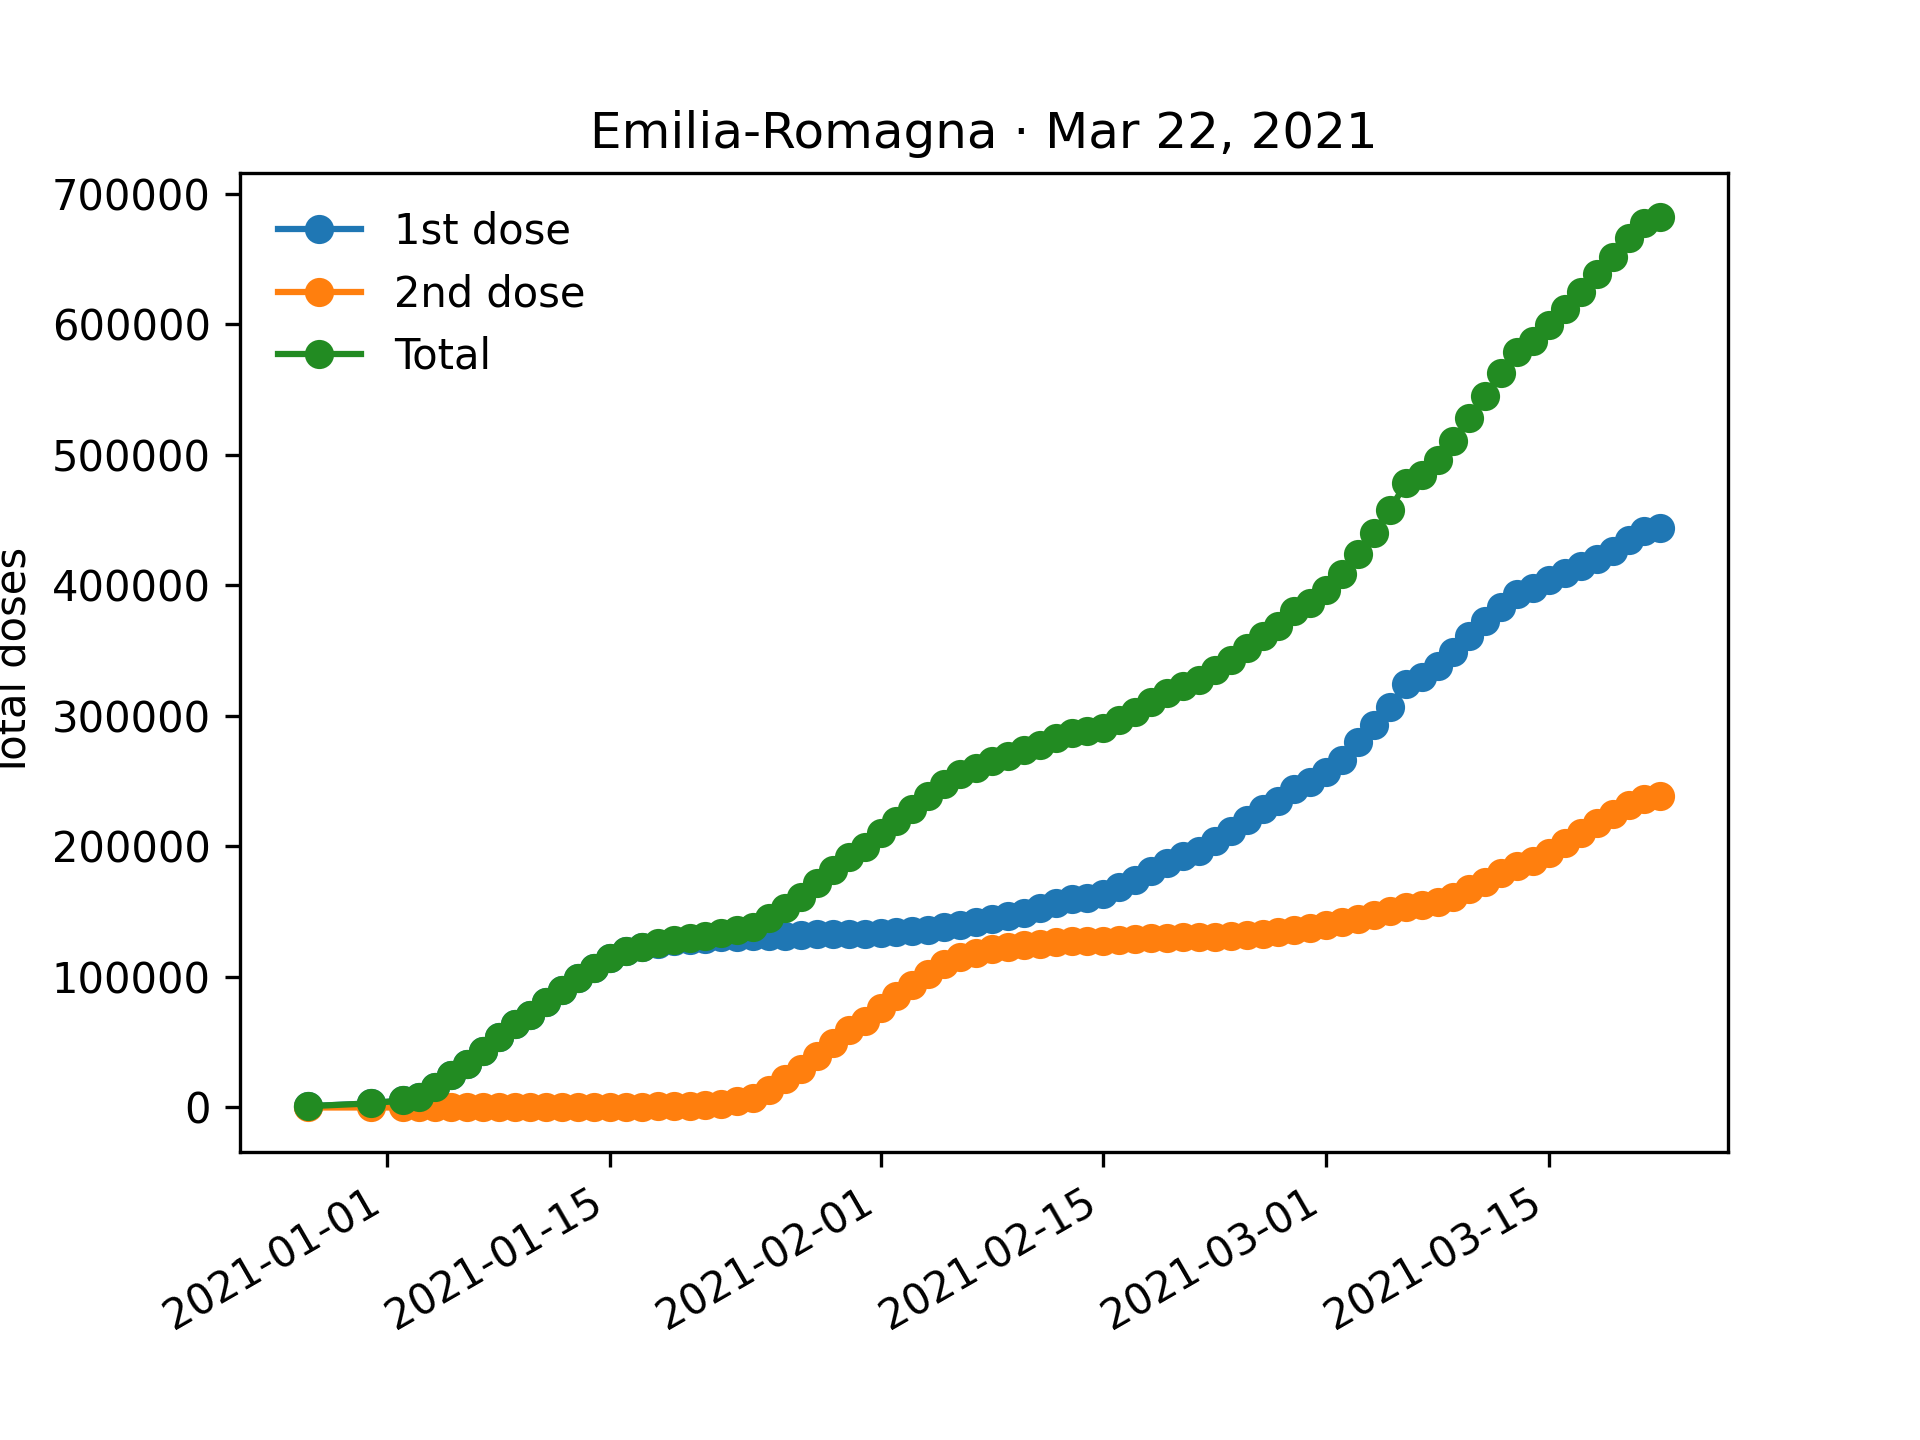 Emilia-Romagna · Mar 22, 2021
700000
600000
500000
400000
300000
200000
100000
0
Total doses
1st dose
2nd dose
Total
2021-01-01
2021-01-15
2021-02-01
2021-02-15
2021-03-01
2021-03-15